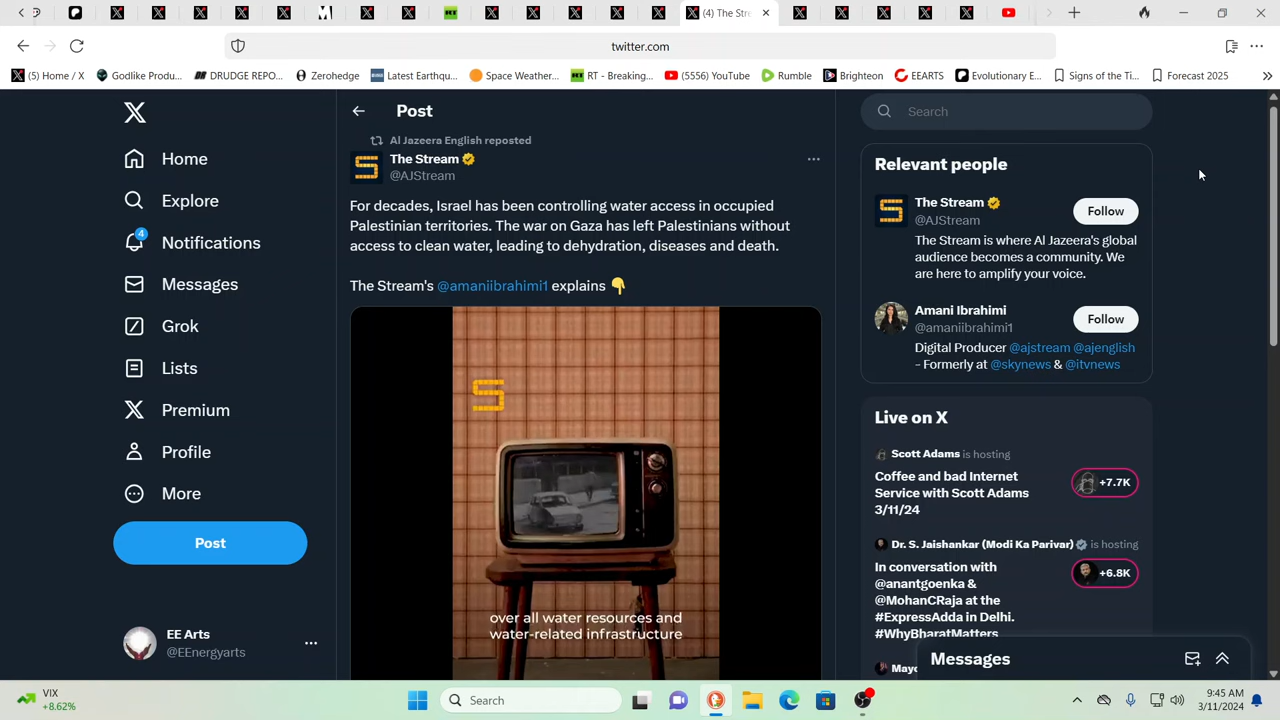 (4) The Stre
twitter.com
(5) Home / X
Godlike Produ...
DRUDGE REPO...
Zerohedge
Latest Earthqu...
Space Weather...
RT - Breaking...
(5556) YouTube
Rumble
Brighteon
EEARTS
Evolutionary E...
Signs of the Ti...
Forecast 2025
Home
Explore
4
Notifications
Messages
Grok
Lists
Premium
Profile
More
Post
EE Arts
@EEnergyarts
Post
Al Jazeera English reposted
The Stream
@AJStream
For decades, Israel has been controlling water access in occupied
Palestinian territories. The war on Gaza has left Palestinians without
access to clean water, leading to dehydration, diseases and death.
The Stream's @amaniibrahimi1 explains
over all water resources and
water-related infrastructure
Search
Relevant people
The Stream
@AJStream
Follow
The Stream is where Al Jazeera's global
audience becomes a community. We
are here to amplify your voice.
Amani Ibrahimi
@amaniibrahimi1
Follow
Digital Producer @ajstream @ajenglish
- Formerly at @skynews & @itvnews
Live on X
Scott Adams is hosting
Coffee and bad Internet
Service with Scott Adams
3/11/24
+7.7K
Dr. S. Jaishankar (Modi Ka Parivar) is hosting
In conversation with
@anantgoenka &
@MohanCRaja at the
#ExpressAdda in Delhi.
#WhyBharatMatters
+6.8K
Messages
VIX
+8.62%
Search
9:45 AM
3/11/2024